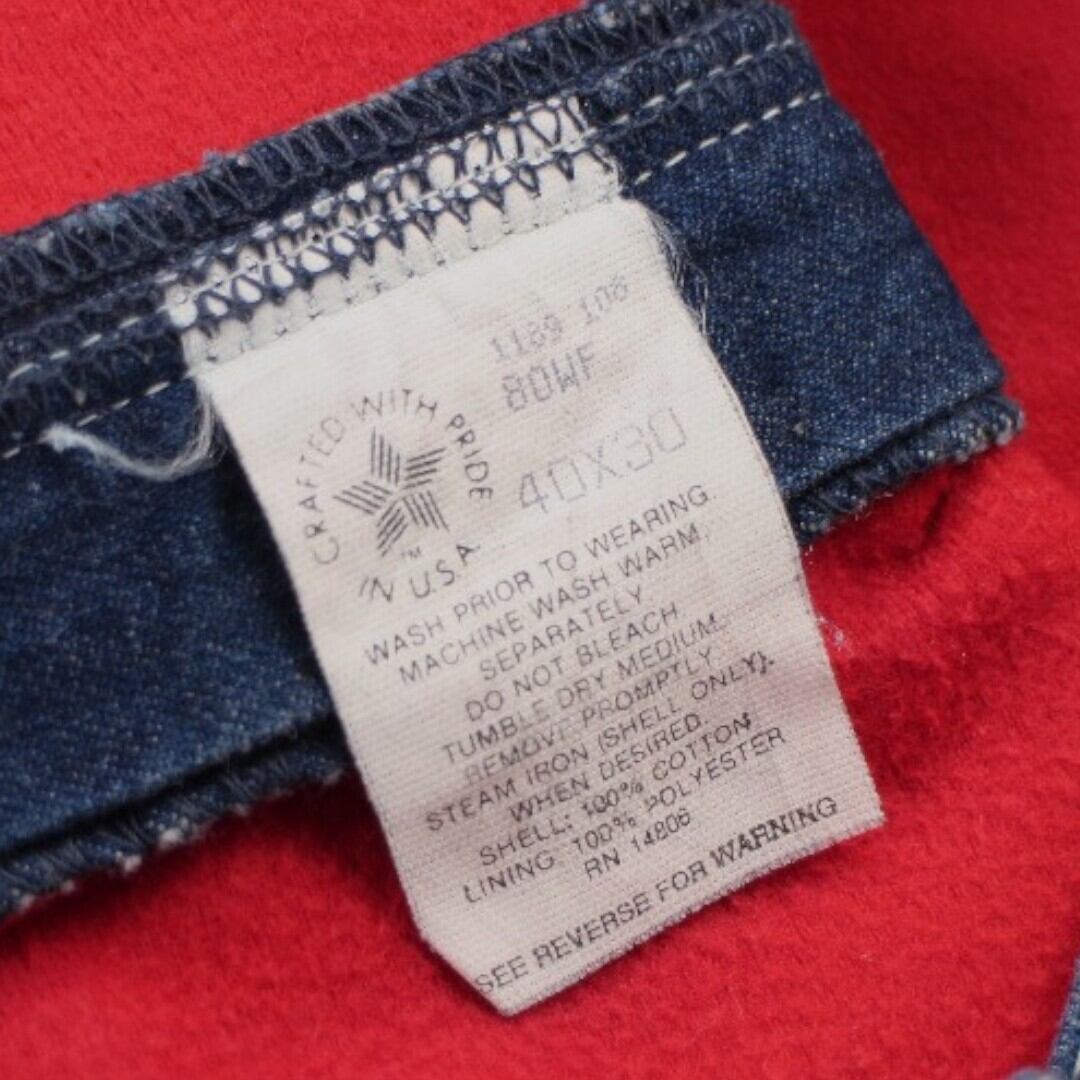 1189 108
80WF
40X30
CRAFTED WITH PRIDE
IN U.S.A.
TM
WASH PRIOR TO WEARING.
MACHINE WASH WARM,
SEPARATELY.
DO NOT BLEACH.
TUMBLE DRY MEDIUM.
REMOVE PROMPTLY.
STEAM IRON (SHELL ONLY),
WHEN DESIRED.
SHELL: 100% COTTON
LINING: 100% POLYESTER
RN 14806
SEE REVERSE FOR WARNING